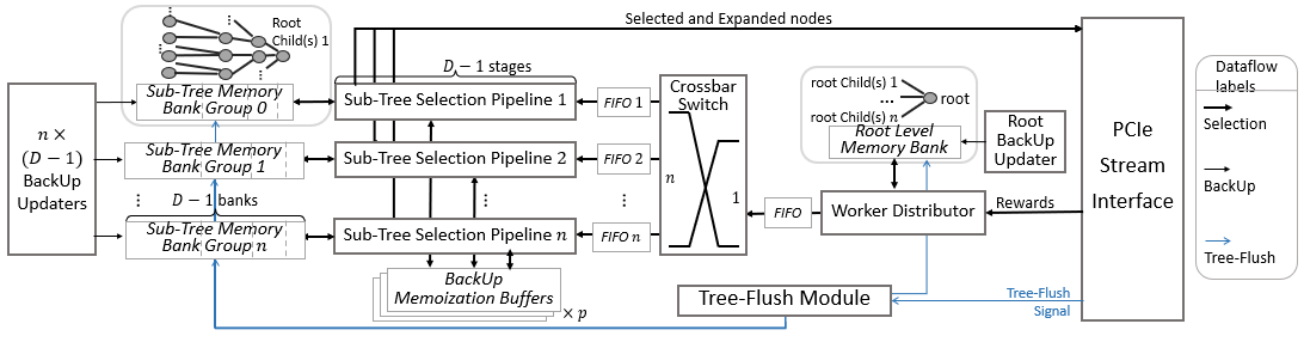 Selected and Expanded nodes
Root
Child(s) 1
D − 1 stages
Sub-Tree Memory
Bank Group 0
Sub-Tree Selection Pipeline 1
FIFO 1
Crossbar
Switch
root Child(s) 1
...
root Child(s) n
root
Root Level
Memory Bank
Root
BackUp
Updater
PCIe
Stream
Interface
Dataflow
labels
Selection
BackUp
Tree-Flush
n ×
(D − 1)
BackUp
Updaters
Sub-Tree Memory
Bank Group 1
Sub-Tree Selection Pipeline 2
FIFO 2
n
1
⋮
D − 1 banks
⋮
⋮
Sub-Tree Memory
Bank Group n
Sub-Tree Selection Pipeline n
FIFO n
FIFO
Worker Distributor
Rewards
BackUp
Memoization Buffers
× p
Tree-Flush Module
Tree-Flush
Signal